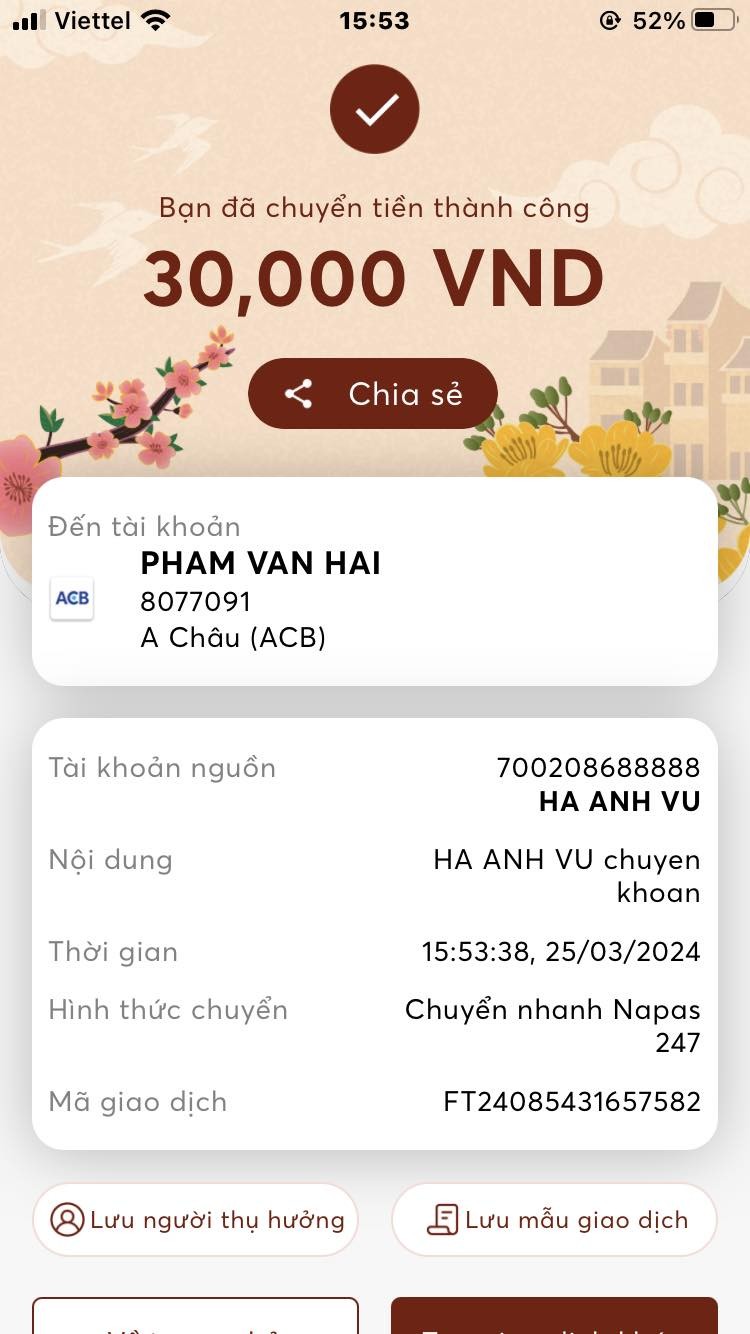 Viettel 15:53 52%
Bạn đã chuyển tiền thành công
30,000 VND
Chia sẻ
Đến tài khoản
PHAM VAN HAI
ACB
8077091
A Châu (ACB)
Tài khoản nguồn 700208688888
HA ANH VU
Nội dung HA ANH VU chuyen
khoan
Thời gian 15:53:38, 25/03/2024
Hình thức chuyển Chuyển nhanh Napas
247
Mã giao dịch FT24085431657582
Lưu người thụ hưởng Lưu mẫu giao dịch